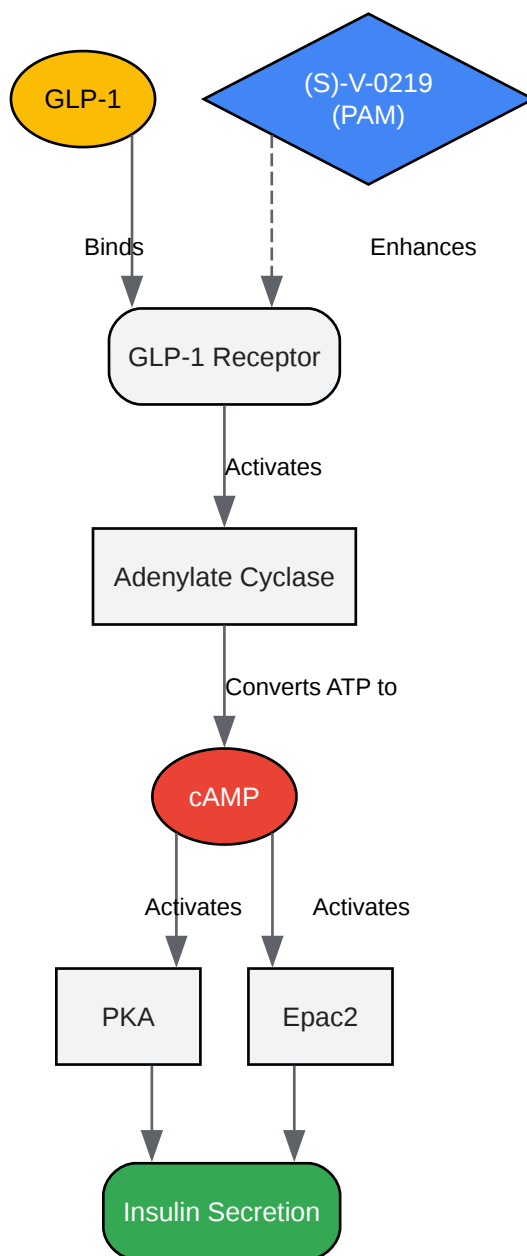 GLP-1
(S)-V-0219
(PAM)
Binds
Enhances
GLP-1 Receptor
Activates
Adenylate Cyclase
Converts ATP to
cAMP
Activates
Activates
PKA
Epac2
Insulin Secretion